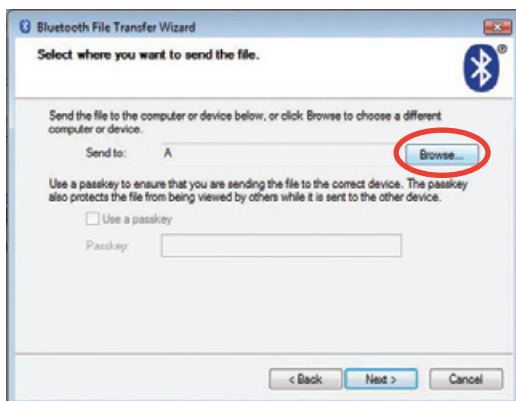 Bluetooth File Transfer Wizard
Select where you want to send the file.
®
Send the file to the computer or device below, or click Browse to choose a different
computer or device.
Send to: A Browse...
Use a passkey to ensure that you are sending the file to the correct device. The passkey
also protects the file from being viewed by others while it is sent to the other device.
Use a passkey
Passkey:
< Back Next > Cancel